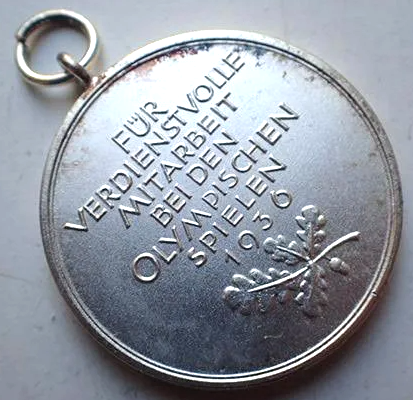 FÜR
VERDIENSTVOLLE
MITARBEIT
BEI DEN
OLYMPISCHEN
SPIELEN
1936